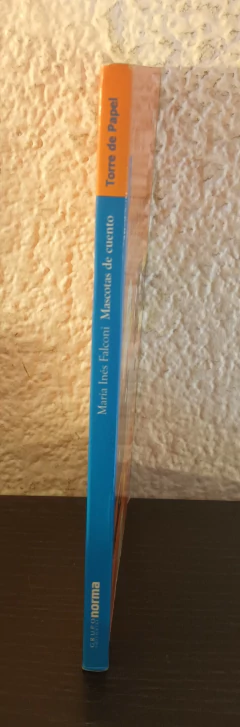 Torre de Papel
María Inés Falconi Mascotas de cuento
GRUPO norma